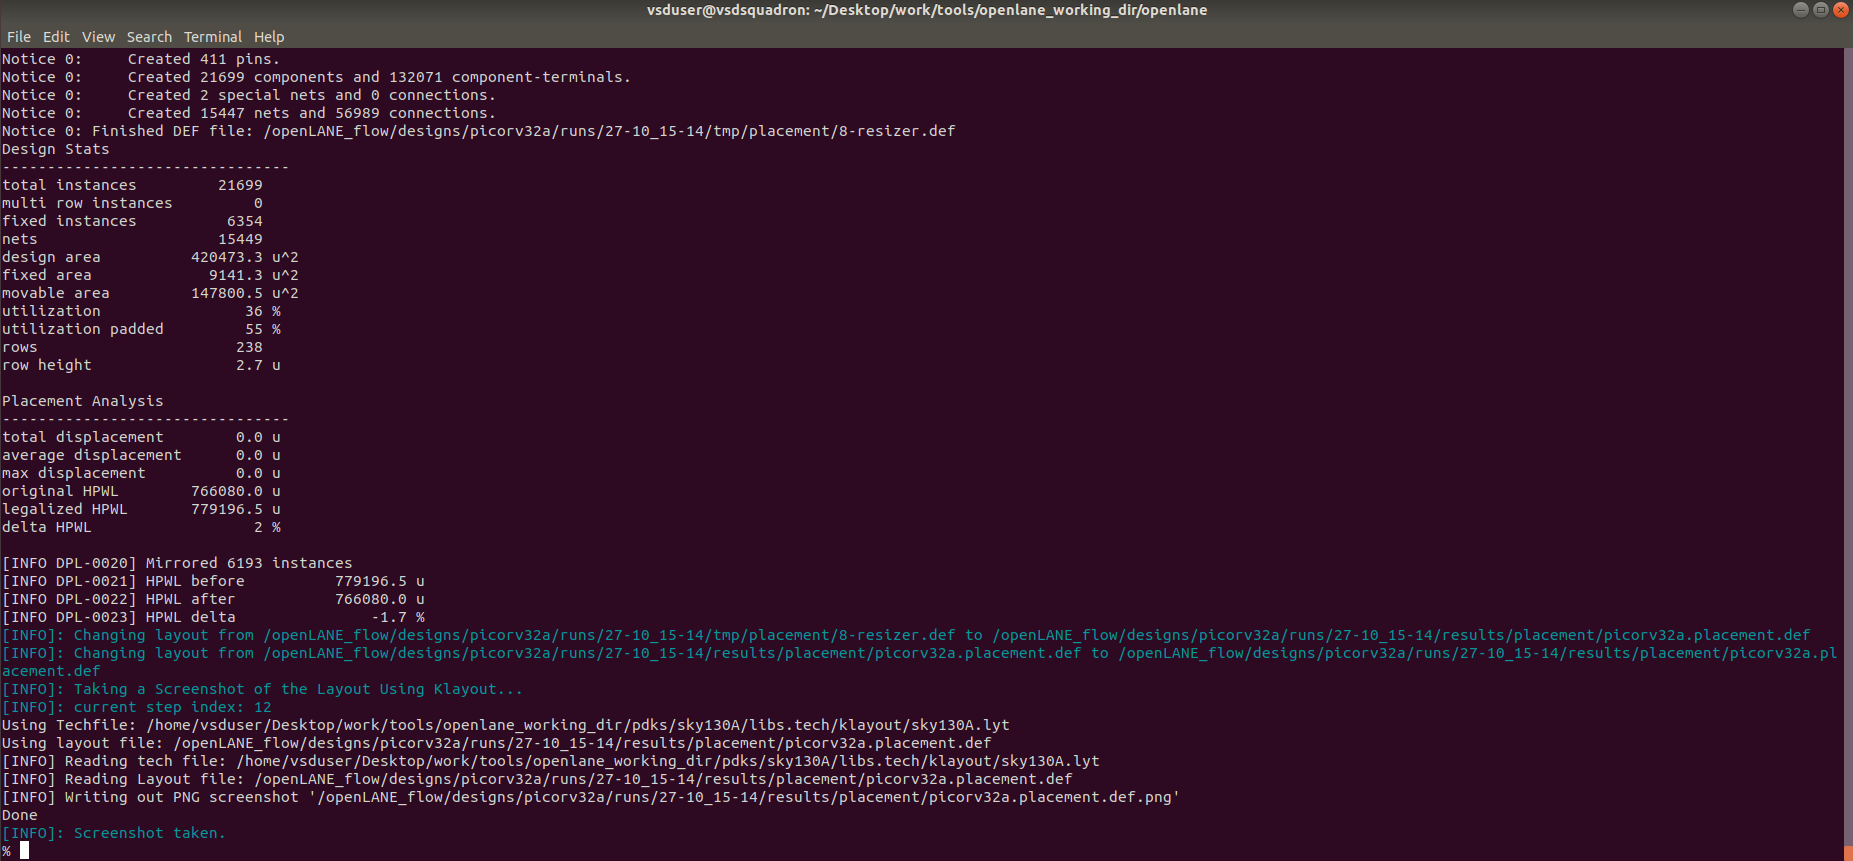 vsduser@vsdsquadron: ~/Desktop/work/tools/openlane_working_dir/openlane
File Edit View Search Terminal Help
Notice 0:     Created 411 pins.
Notice 0:     Created 21699 components and 132071 component-terminals.
Notice 0:     Created 2 special nets and 0 connections.
Notice 0:     Created 15447 nets and 56989 connections.
Notice 0: Finished DEF file: /openLANE_flow/designs/picorv32a/runs/27-10_15-14/tmp/placement/8-resizer.def
Design Stats
--------------------------------
total instances         21699
multi row instances         0
fixed instances          6354
nets                    15449
design area          420473.3 u^2
fixed area             9141.3 u^2
movable area         147800.5 u^2
utilization                36 %
utilization padded         55 %
rows                      238
row height                2.7 u
Placement Analysis
--------------------------------
total displacement        0.0 u
average displacement      0.0 u
max displacement          0.0 u
original HPWL        766080.0 u
legalized HPWL       779196.5 u
delta HPWL                  2 %
[INFO DPL-0020] Mirrored 6193 instances
[INFO DPL-0021] HPWL before          779196.5 u
[INFO DPL-0022] HPWL after           766080.0 u
[INFO DPL-0023] HPWL delta               -1.7 %
[INFO]: Changing layout from /openLANE_flow/designs/picorv32a/runs/27-10_15-14/tmp/placement/8-resizer.def to /openLANE_flow/designs/picorv32a/runs/27-10_15-14/results/placement/picorv32a.placement.def
[INFO]: Changing layout from /openLANE_flow/designs/picorv32a/runs/27-10_15-14/results/placement/picorv32a.placement.def to /openLANE_flow/designs/picorv32a/runs/27-10_15-14/results/placement/picorv32a.pl
acement.def
[INFO]: Taking a Screenshot of the Layout Using Klayout...
[INFO]: current step index: 12
Using Techfile: /home/vsduser/Desktop/work/tools/openlane_working_dir/pdks/sky130A/libs.tech/klayout/sky130A.lyt
Using layout file: /openLANE_flow/designs/picorv32a/runs/27-10_15-14/results/placement/picorv32a.placement.def
[INFO] Reading tech file: /home/vsduser/Desktop/work/tools/openlane_working_dir/pdks/sky130A/libs.tech/klayout/sky130A.lyt
[INFO] Reading Layout file: /openLANE_flow/designs/picorv32a/runs/27-10_15-14/results/placement/picorv32a.placement.def
[INFO] Writing out PNG screenshot '/openLANE_flow/designs/picorv32a/runs/27-10_15-14/results/placement/picorv32a.placement.def.png'
Done
[INFO]: Screenshot taken.
%